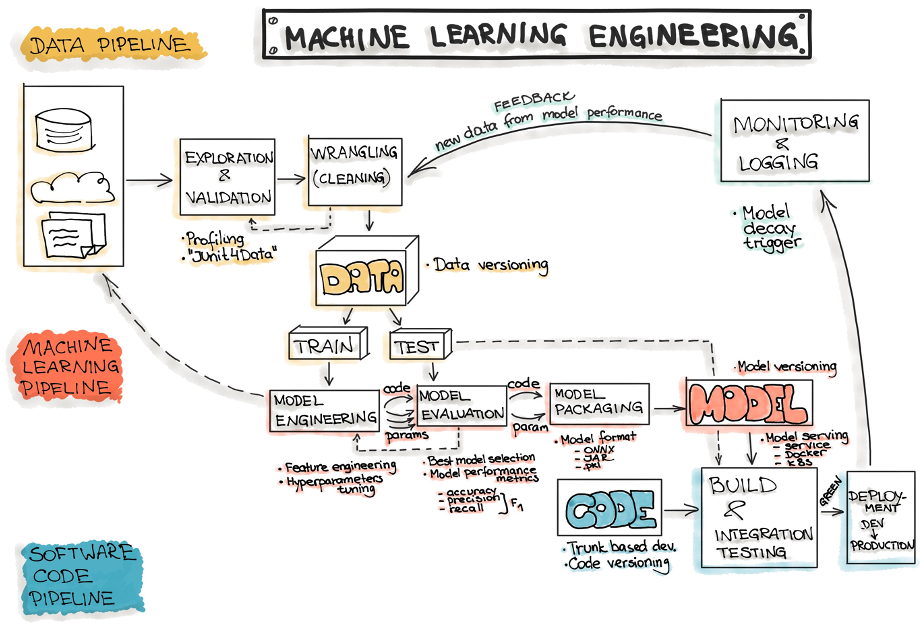 DATA PIPELINE
MACHINE LEARNING ENGINEERING
EXPLORATION
&
VALIDATION
WRANGLING
(CLEANING)
FEEDBACK
new data from model performance
MONITORING
&
LOGGING
• Profiling
• "JUnit4Data"
• Model
decay
trigger
DATA
• Data versioning
TRAIN
TEST
MACHINE
LEARNING
PIPELINE
MODEL
ENGINEERING
code
params
MODEL
EVALUATION
code
param
MODEL
PACKAGING
• Model versioning
MODEL
• Feature engineering
• Hyperparameters
tuning
• Best model selection
• Model performance
metrics
- accuracy
- precision
- recall
F1
• Model format
- ONNX
- JAR
- .pkl
• Model serving
- service
- Docker
- K8s
CODE
• Trunk based dev.
• Code versioning
BUILD
&
INTEGRATION
TESTING
GREEN
DEPLOY-
MENT
DEV
PRODUCTION
SOFTWARE
CODE
PIPELINE